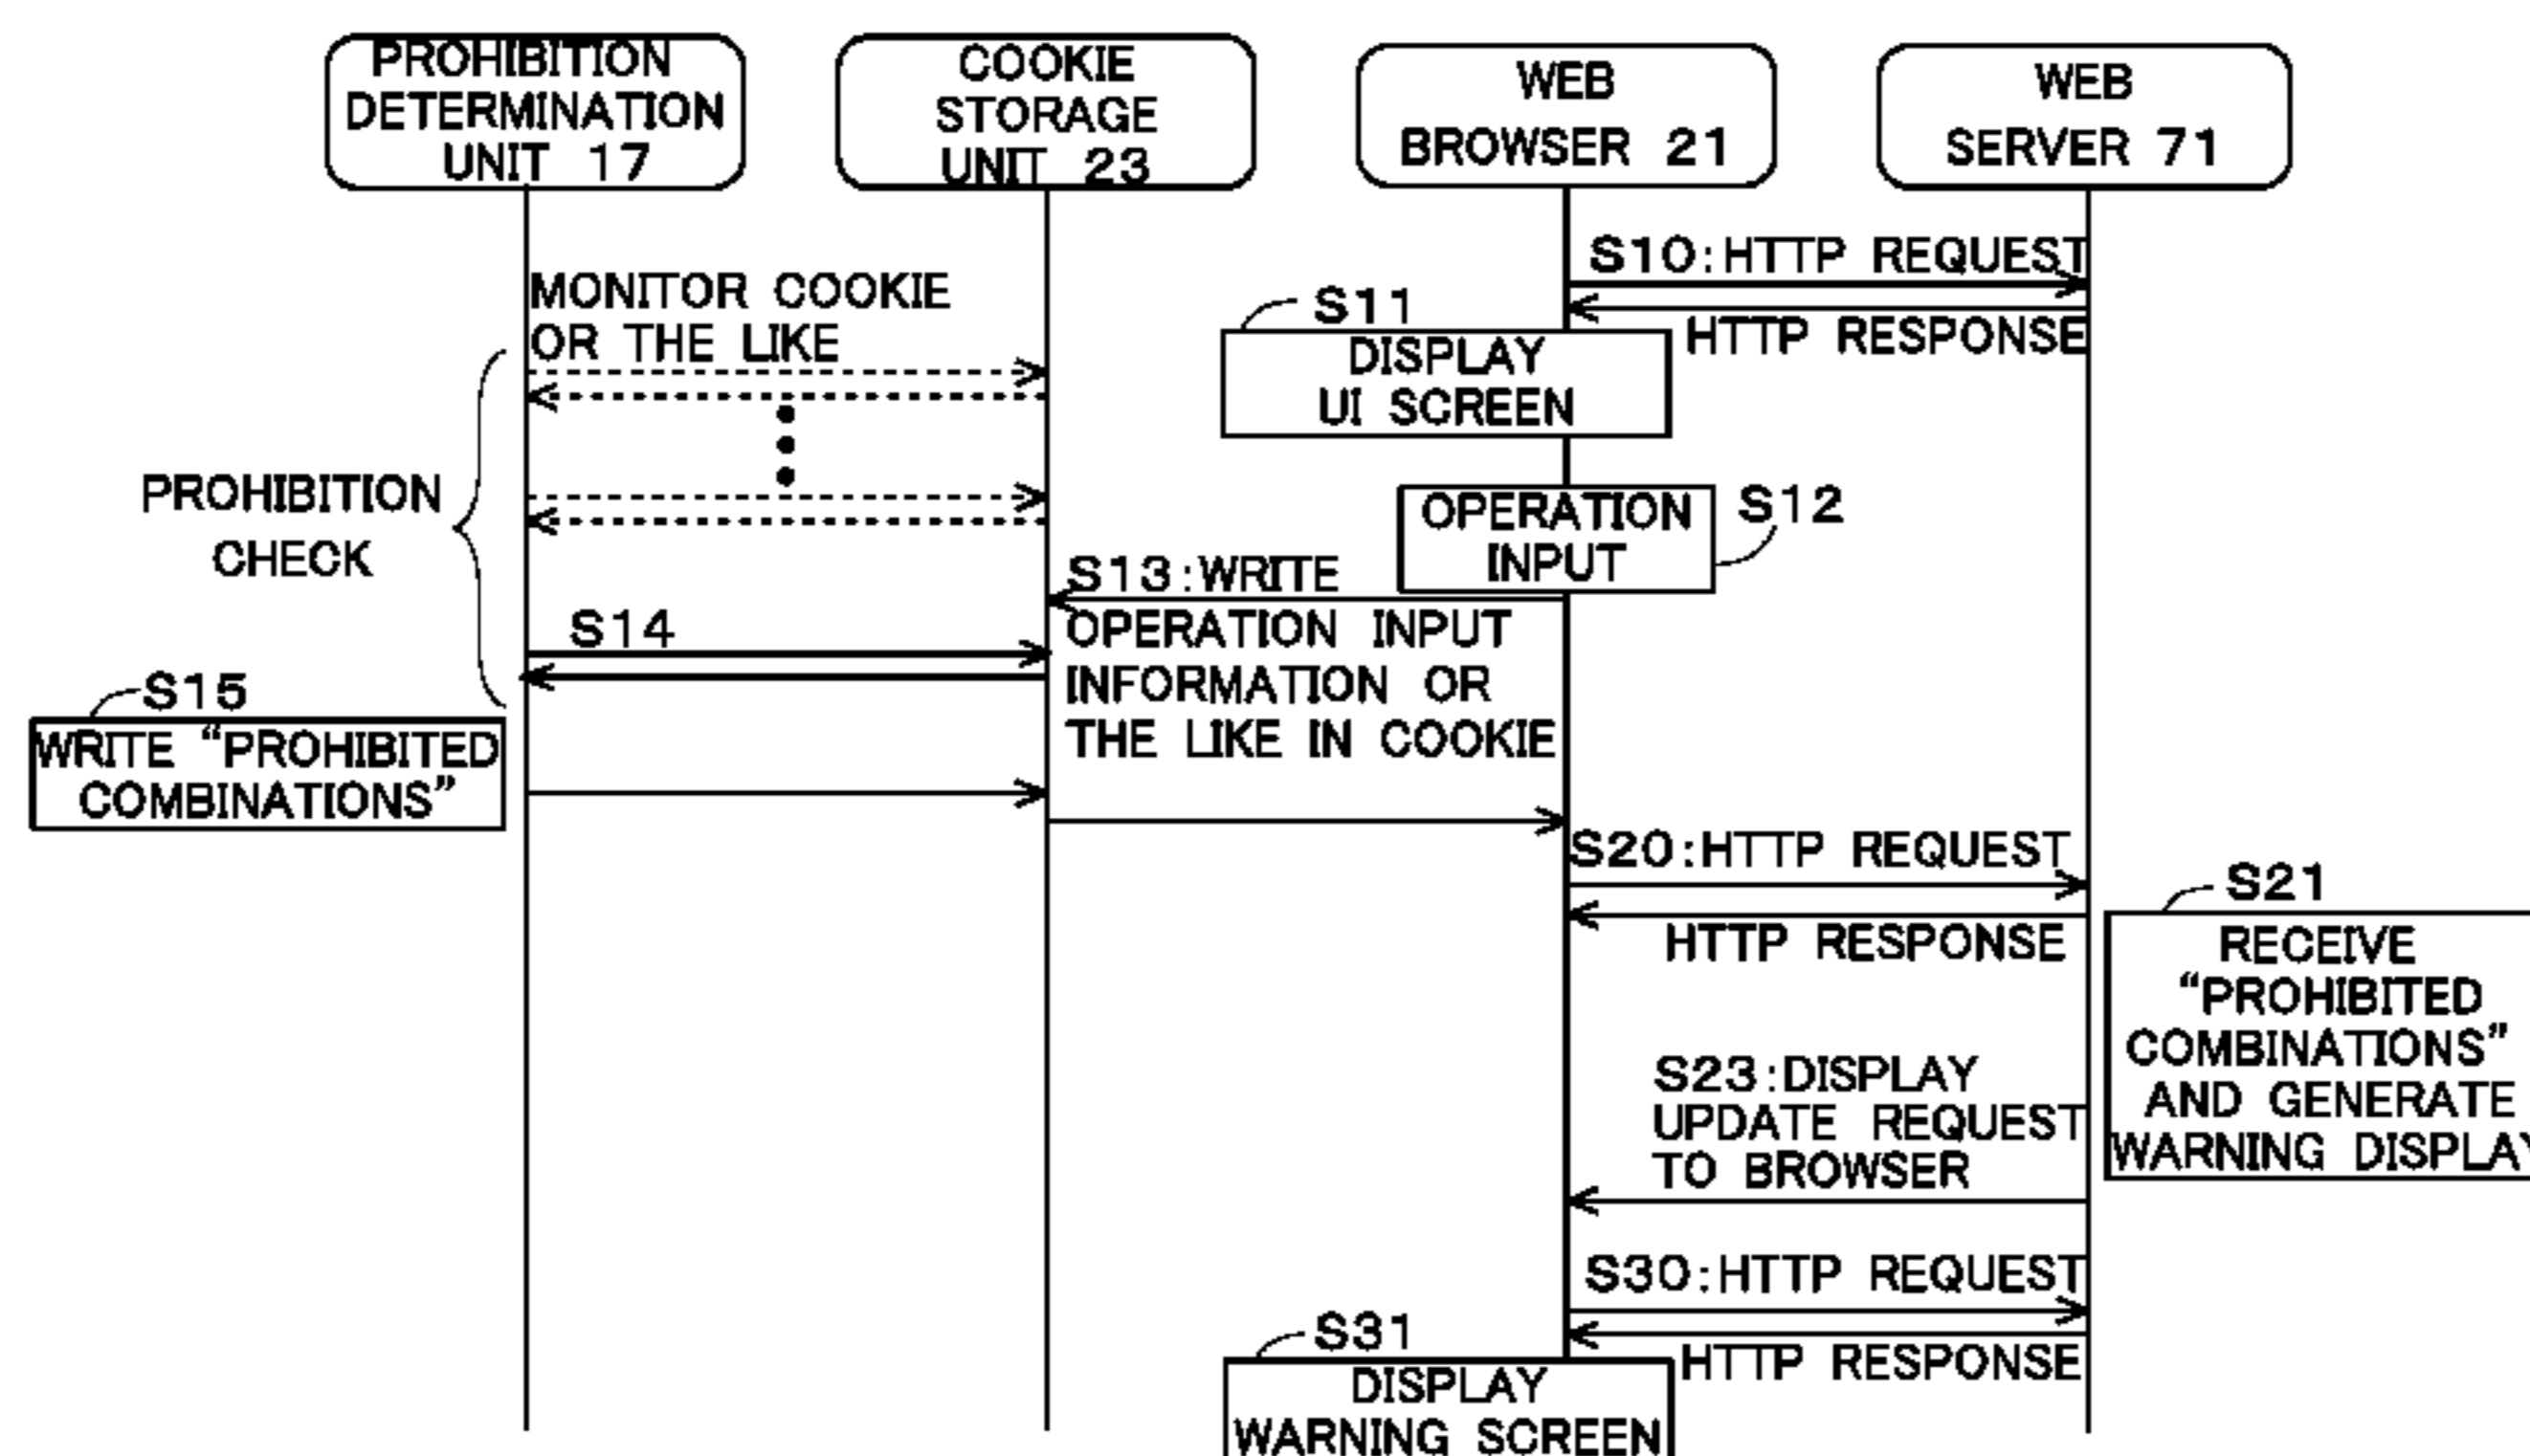 PROHIBITION
DETERMINATION
UNIT 17
COOKIE
STORAGE
UNIT 23
WEB
BROWSER 21
WEB
SERVER 71
S10:HTTP REQUEST
HTTP RESPONSE
MONITOR COOKIE
OR THE LIKE
S11
DISPLAY
UI SCREEN
PROHIBITION
CHECK
OPERATION
INPUT
S12
S13:WRITE
OPERATION INPUT
INFORMATION OR
THE LIKE IN COOKIE
S14
S15
WRITE “PROHIBITED
COMBINATIONS”
S20:HTTP REQUEST
HTTP RESPONSE
S21
RECEIVE
“PROHIBITED
COMBINATIONS”
AND GENERATE
WARNING DISPLAY
S23:DISPLAY
UPDATE REQUEST
TO BROWSER
S30:HTTP REQUEST
HTTP RESPONSE
S31
DISPLAY
WARNING SCREEN